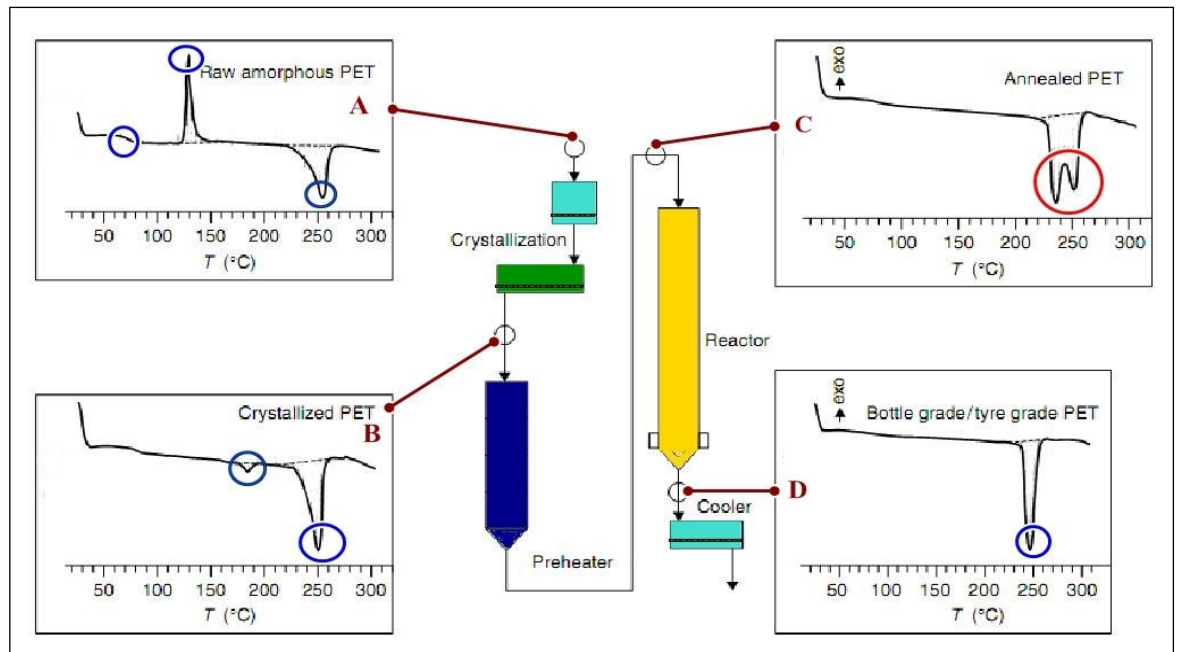 Raw amorphous PET
A
50 100 150 200 250 300
T (°C)
exo
Annealed PET
C
50 100 150 200 250 300
T (°C)
Crystallization
Reactor
Crystallized PET
B
50 100 150 200 250 300
T (°C)
Preheater
exo
Bottle grade/tyre grade PET
D
Cooler
50 100 150 200 250 300
T (°C)